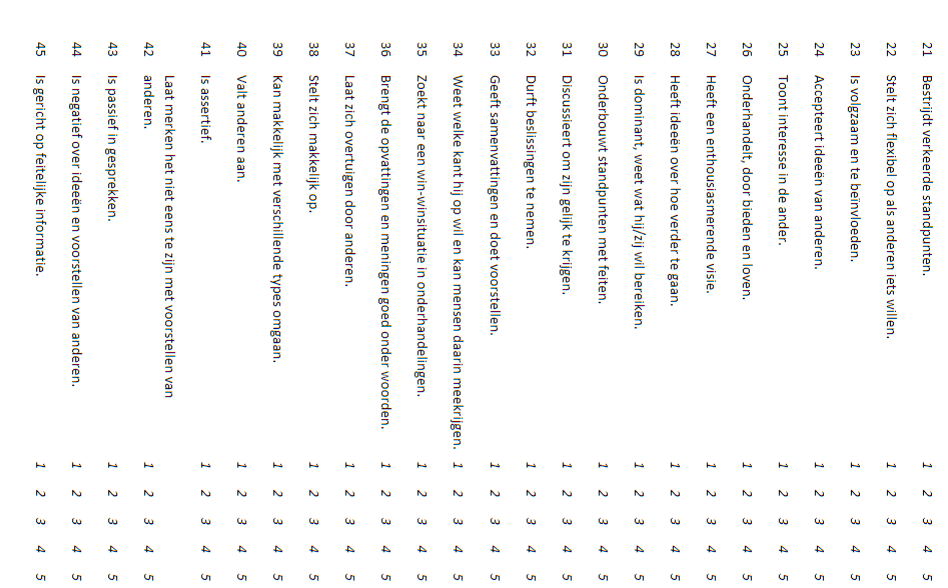 21 Bestrijdt verkeerde standpunten. 1 2 3 4 5
22 Stelt zich flexibel op als anderen iets willen. 1 2 3 4 5
23 Is volgzaam en te beïnvloeden. 1 2 3 4 5
24 Accepteert ideeën van anderen. 1 2 3 4 5
25 Toont interesse in de ander. 1 2 3 4 5
26 Onderhandelt, door bieden en loven. 1 2 3 4 5
27 Heeft een enthousiasmerende visie. 1 2 3 4 5
28 Heeft ideeën over hoe verder te gaan. 1 2 3 4 5
29 Is dominant, weet wat hij/zij wil bereiken. 1 2 3 4 5
30 Onderbouwt standpunten met feiten. 1 2 3 4 5
31 Discussieert om zijn gelijk te krijgen. 1 2 3 4 5
32 Durft beslissingen te nemen. 1 2 3 4 5
33 Geeft samenvattingen en doet voorstellen. 1 2 3 4 5
34 Weet welke kant hij op wil en kan mensen daarin meekrijgen. 1 2 3 4 5
35 Zoekt naar een win-winsituatie in onderhandelingen. 1 2 3 4 5
36 Brengt de opvattingen en meningen goed onder woorden. 1 2 3 4 5
37 Laat zich overtuigen door anderen. 1 2 3 4 5
38 Stelt zich makkelijk op. 1 2 3 4 5
39 Kan makkelijk met verschillende types omgaan. 1 2 3 4 5
40 Valt anderen aan. 1 2 3 4 5
41 Is assertief. 1 2 3 4 5
Laat merken het niet eens te zijn met voorstellen van
42 anderen. 1 2 3 4 5
43 Is passief in gesprekken. 1 2 3 4 5
44 Is negatief over ideeën en voorstellen van anderen. 1 2 3 4 5
45 Is gericht op feitelijke informatie. 1 2 3 4 5